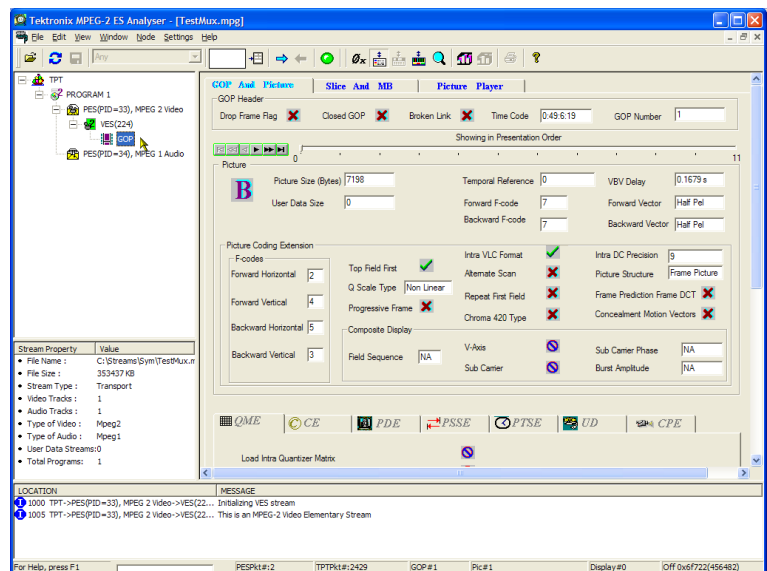 Tektronix MPEG-2 ES Analyser - [TestMux.mpg]
File Edit View Window Node Settings Help
Any
TPT
PROGRAM 1
PES(PID=33), MPEG 2 Video
VES(224)
GOP
PES(PID=34), MPEG 1 Audio
GOP And Picture Slice And MB Picture Player
GOP Header
Drop Frame Flag Closed GOP Broken Link Time Code 0:49:6:19 GOP Number 1
Showing in Presentation Order
0 11
Picture
B
Picture Size (Bytes) 7198 Temporal Reference 0 VBV Delay 0.1679 s
User Data Size 0 Forward F-code 7 Forward Vector Half Pel
Backward F-code 7 Backward Vector Half Pel
Picture Coding Extension
F-codes
Forward Horizontal 2
Forward Vertical 4
Backward Horizontal 5
Backward Vertical 3
Top Field First
Q Scale Type Non Linear
Progressive Frame
Intra VLC Format
Alternate Scan
Repeat First Field
Chroma 420 Type
Intra DC Precision 9
Picture Structure Frame Picture
Frame Prediction Frame DCT
Concealment Motion Vectors
Composite Display
Field Sequence NA
V-Axis
Sub Carrier
Sub Carrier Phase NA
Burst Amplitude NA
QME CE PDE PSSE PTSE UD CPE
Load Intra Quantizer Matrix
Stream Property Value
File Name : C:\Streams\Sym\TestMux.m
File Size : 353437 KB
Stream Type : Transport
Video Tracks : 1
Audio Tracks : 1
Type of Video : Mpeg2
Type of Audio : Mpeg1
User Data Streams:0
Total Programs: 1
LOCATION MESSAGE
1000 TPT->PES(PID=33), MPEG 2 Video->VES(22... Initializing VES stream
1005 TPT->PES(PID=33), MPEG 2 Video->VES(22... This is an MPEG-2 Video Elementary Stream
For Help, press F1 PESPkt#:2 TPTPkt#:2429 GOP#1 Pic#1 Display#0 Off 0x6f722(456482)